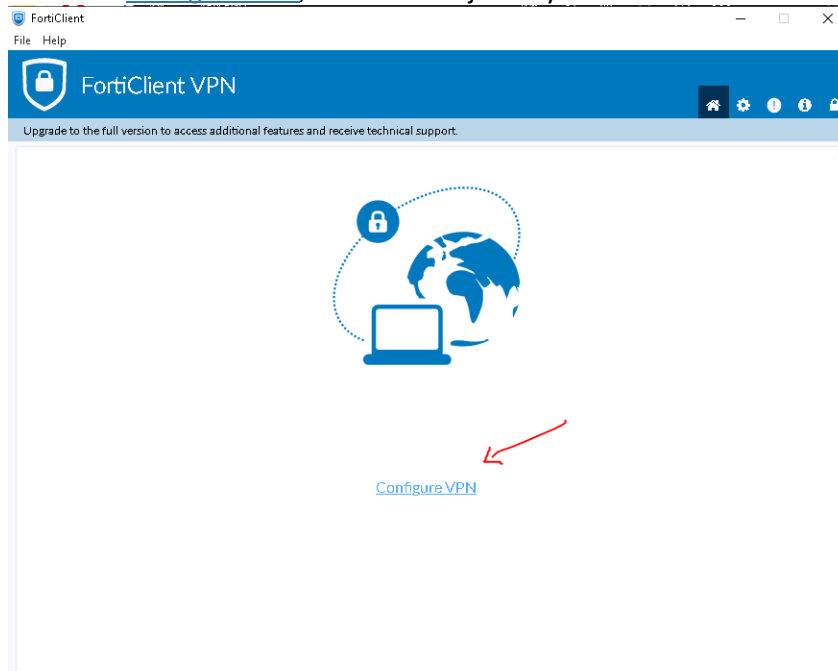 FortiClient
File Help
FortiClient VPN
Upgrade to the full version to access additional features and receive technical support.
Configure VPN